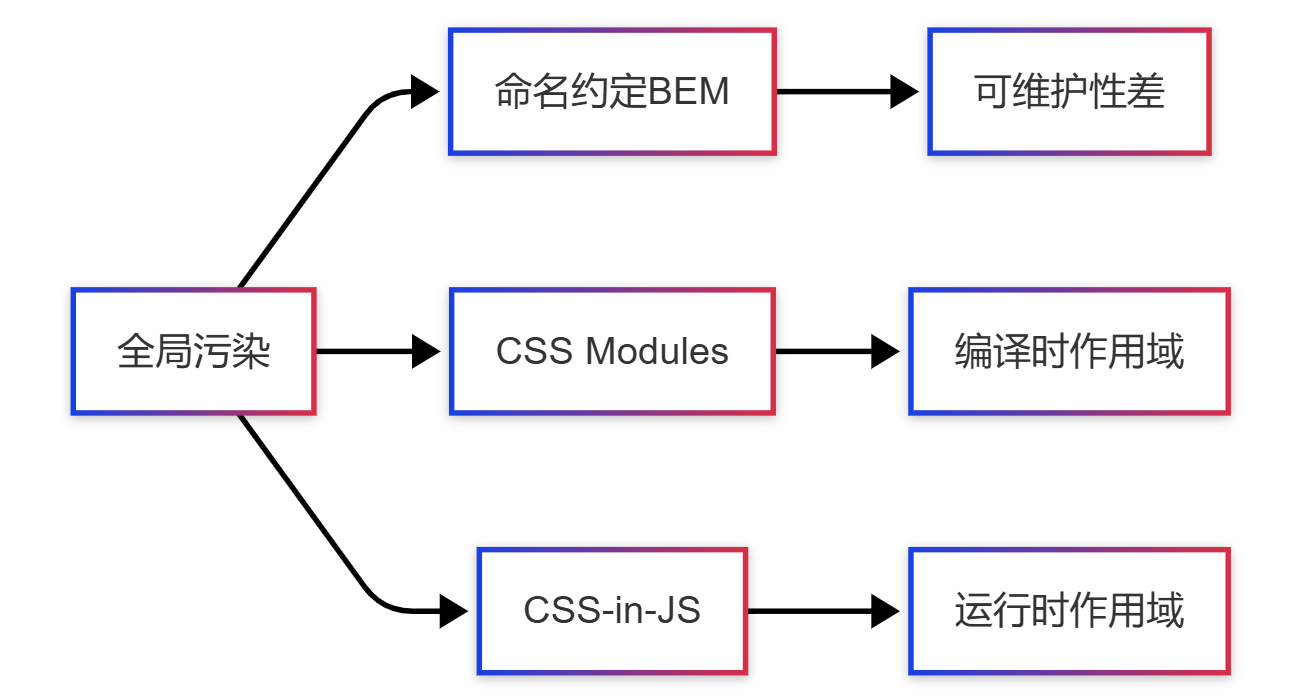 命名约定BEM
可维护性差
全局污染
CSS Modules
编译时作用域
CSS-in-JS
运行时作用域